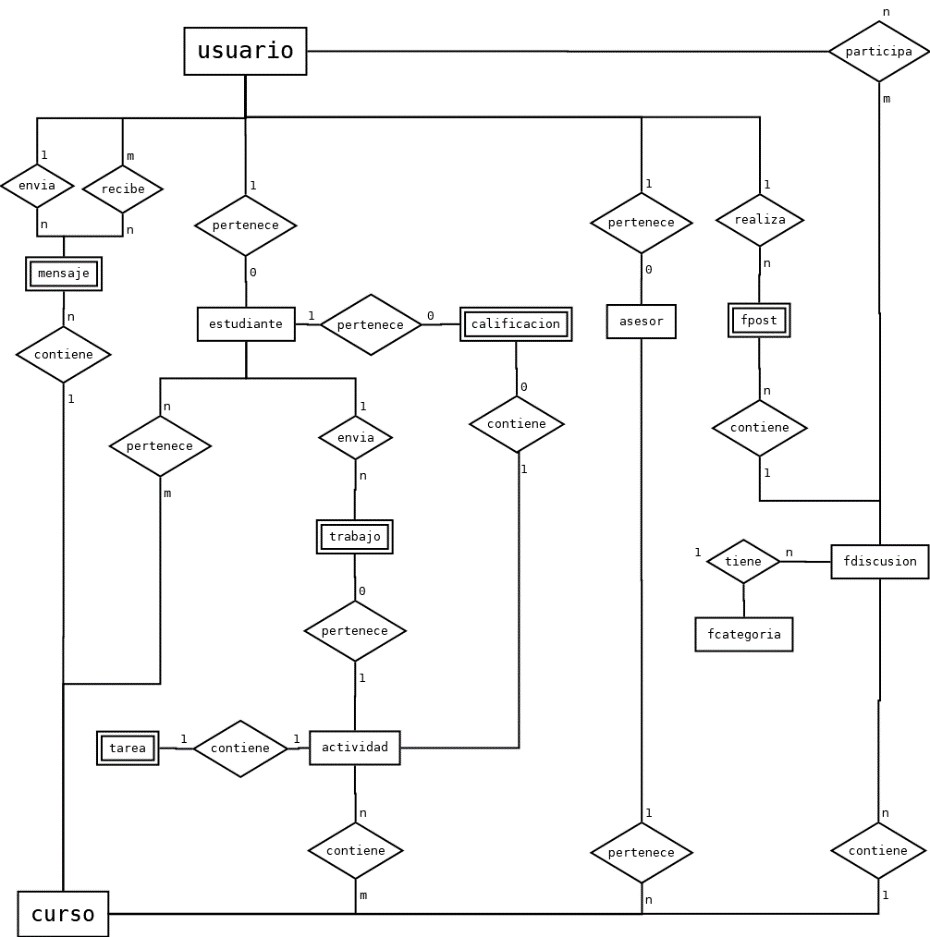 n
usuario
participa
m
1
m
envia
recibe
n
n
1
pertenece
0
1
pertenece
0
1
realiza
n
mensaje
n
contiene
1
estudiante
1
pertenece
0
calificacion
asesor
fpost
0
contiene
1
n
contiene
1
n
pertenece
m
1
envia
n
trabajo
0
pertenece
1
1
tiene
n
fdiscusion
fcategoria
tarea
1
contiene
1
actividad
n
contiene
m
1
pertenece
n
n
contiene
1
curso